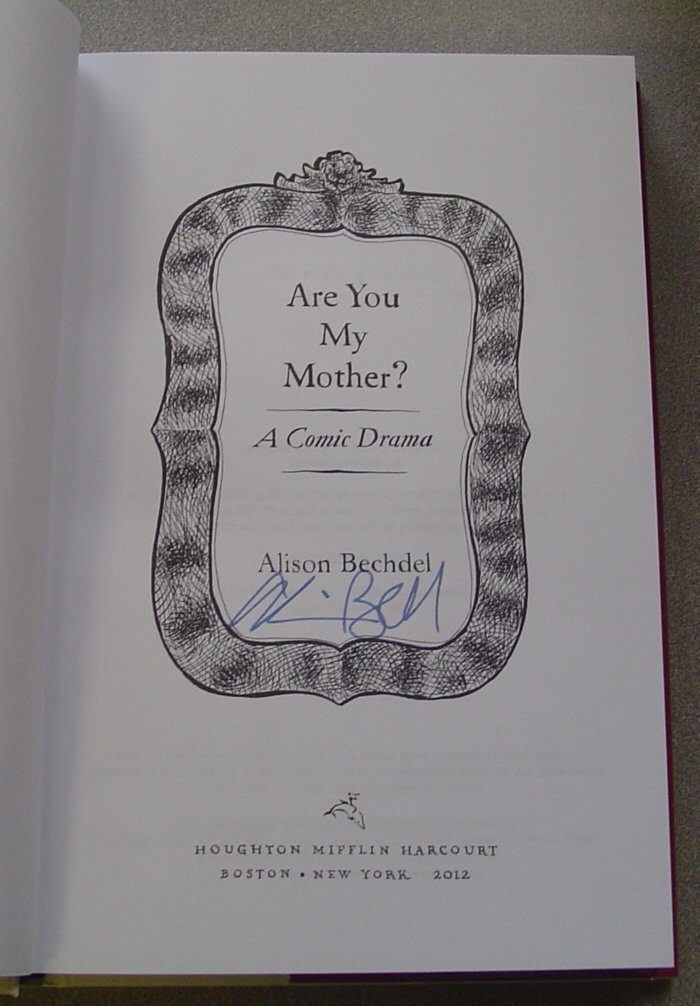 Are You
My
Mother?
A Comic Drama
Alison Bechdel
HOUGHTON MIFFLIN HARCOURT
BOSTON • NEW YORK 2012